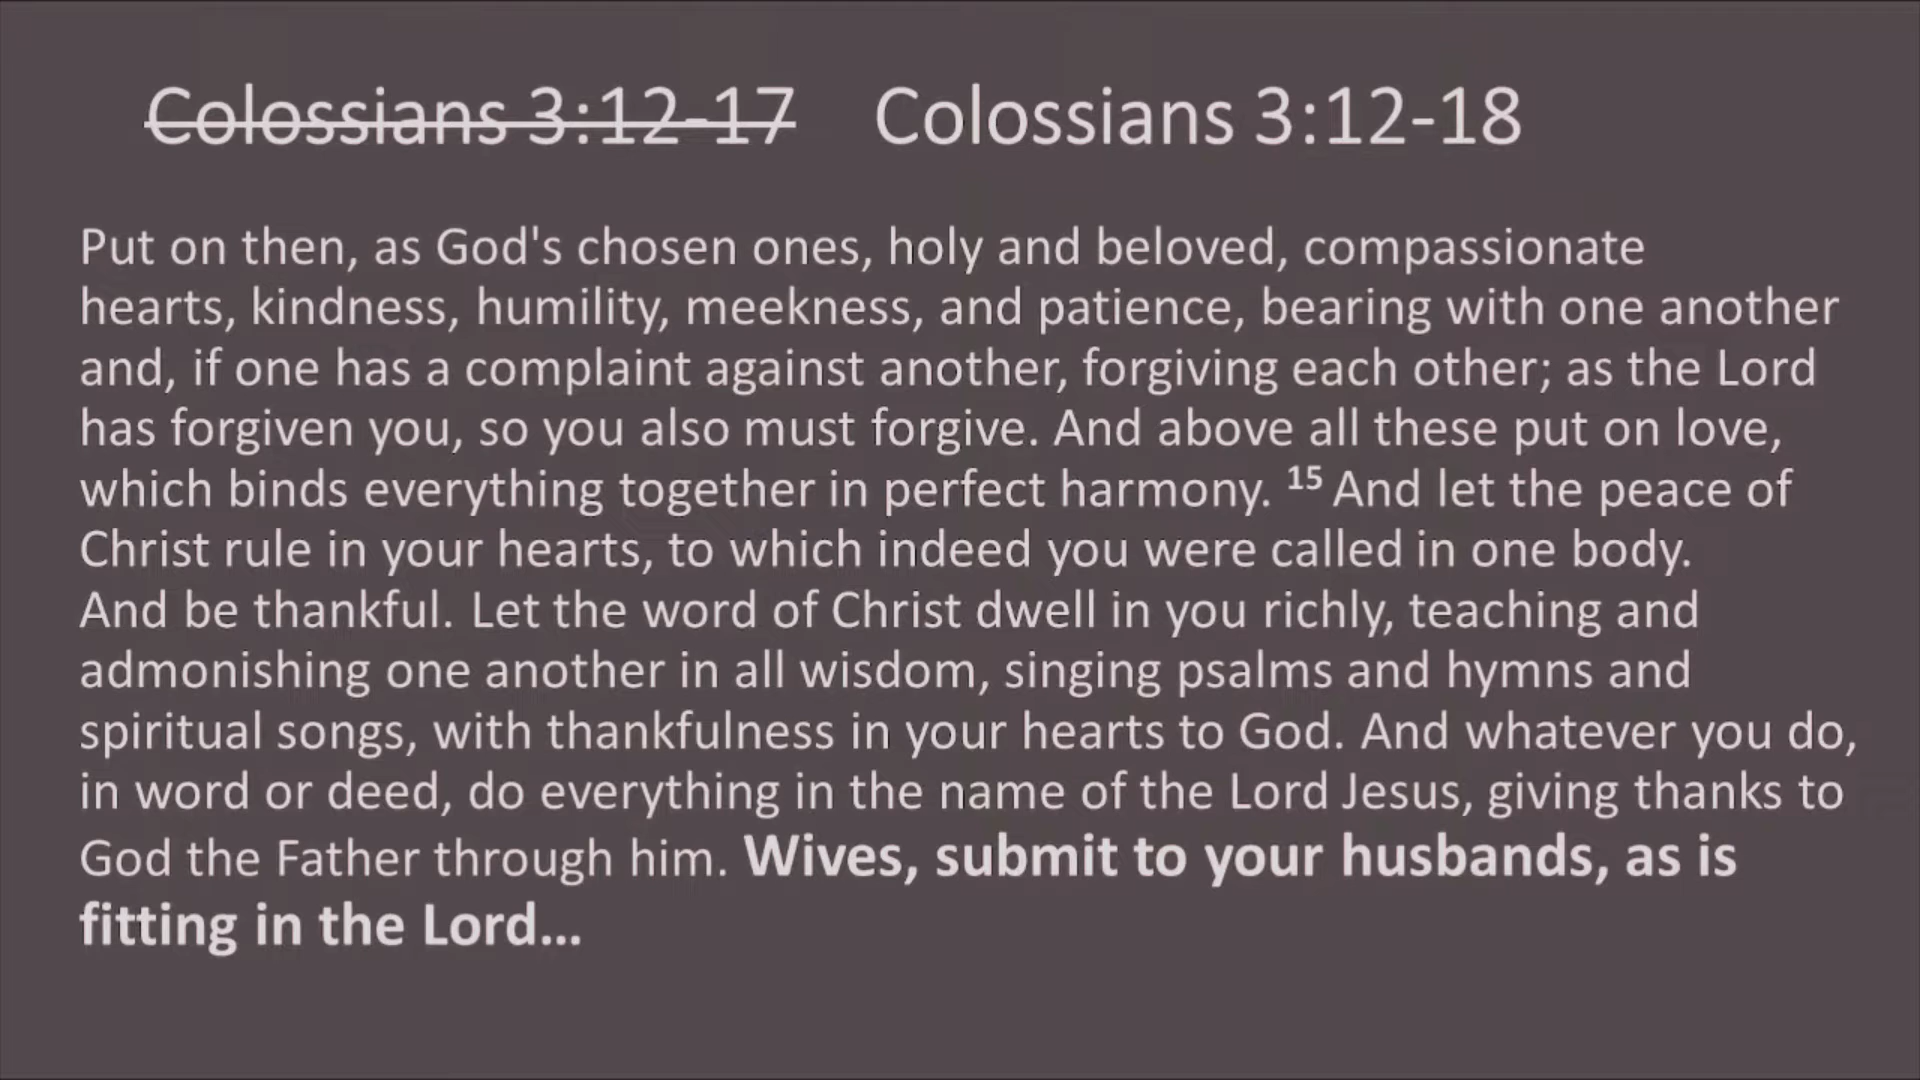 Colossians 3:12-17 Colossians 3:12-18
Put on then, as God's chosen ones, holy and beloved, compassionate
hearts, kindness, humility, meekness, and patience, bearing with one another
and, if one has a complaint against another, forgiving each other; as the Lord
has forgiven you, so you also must forgive. And above all these put on love,
which binds everything together in perfect harmony. 15 And let the peace of
Christ rule in your hearts, to which indeed you were called in one body.
And be thankful. Let the word of Christ dwell in you richly, teaching and
admonishing one another in all wisdom, singing psalms and hymns and
spiritual songs, with thankfulness in your hearts to God. And whatever you do,
in word or deed, do everything in the name of the Lord Jesus, giving thanks to
God the Father through him. Wives, submit to your husbands, as is
fitting in the Lord...